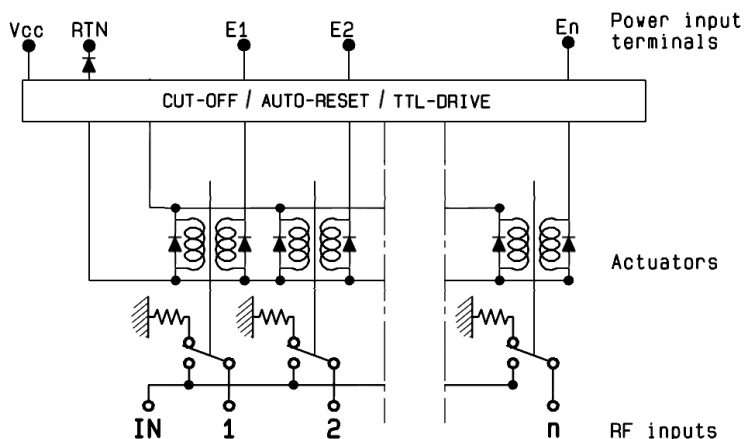 Vcc RTN E1 E2 En Power input
terminals
CUT-OFF / AUTO-RESET / TTL-DRIVE
Actuators
IN 1 2 n RF inputs